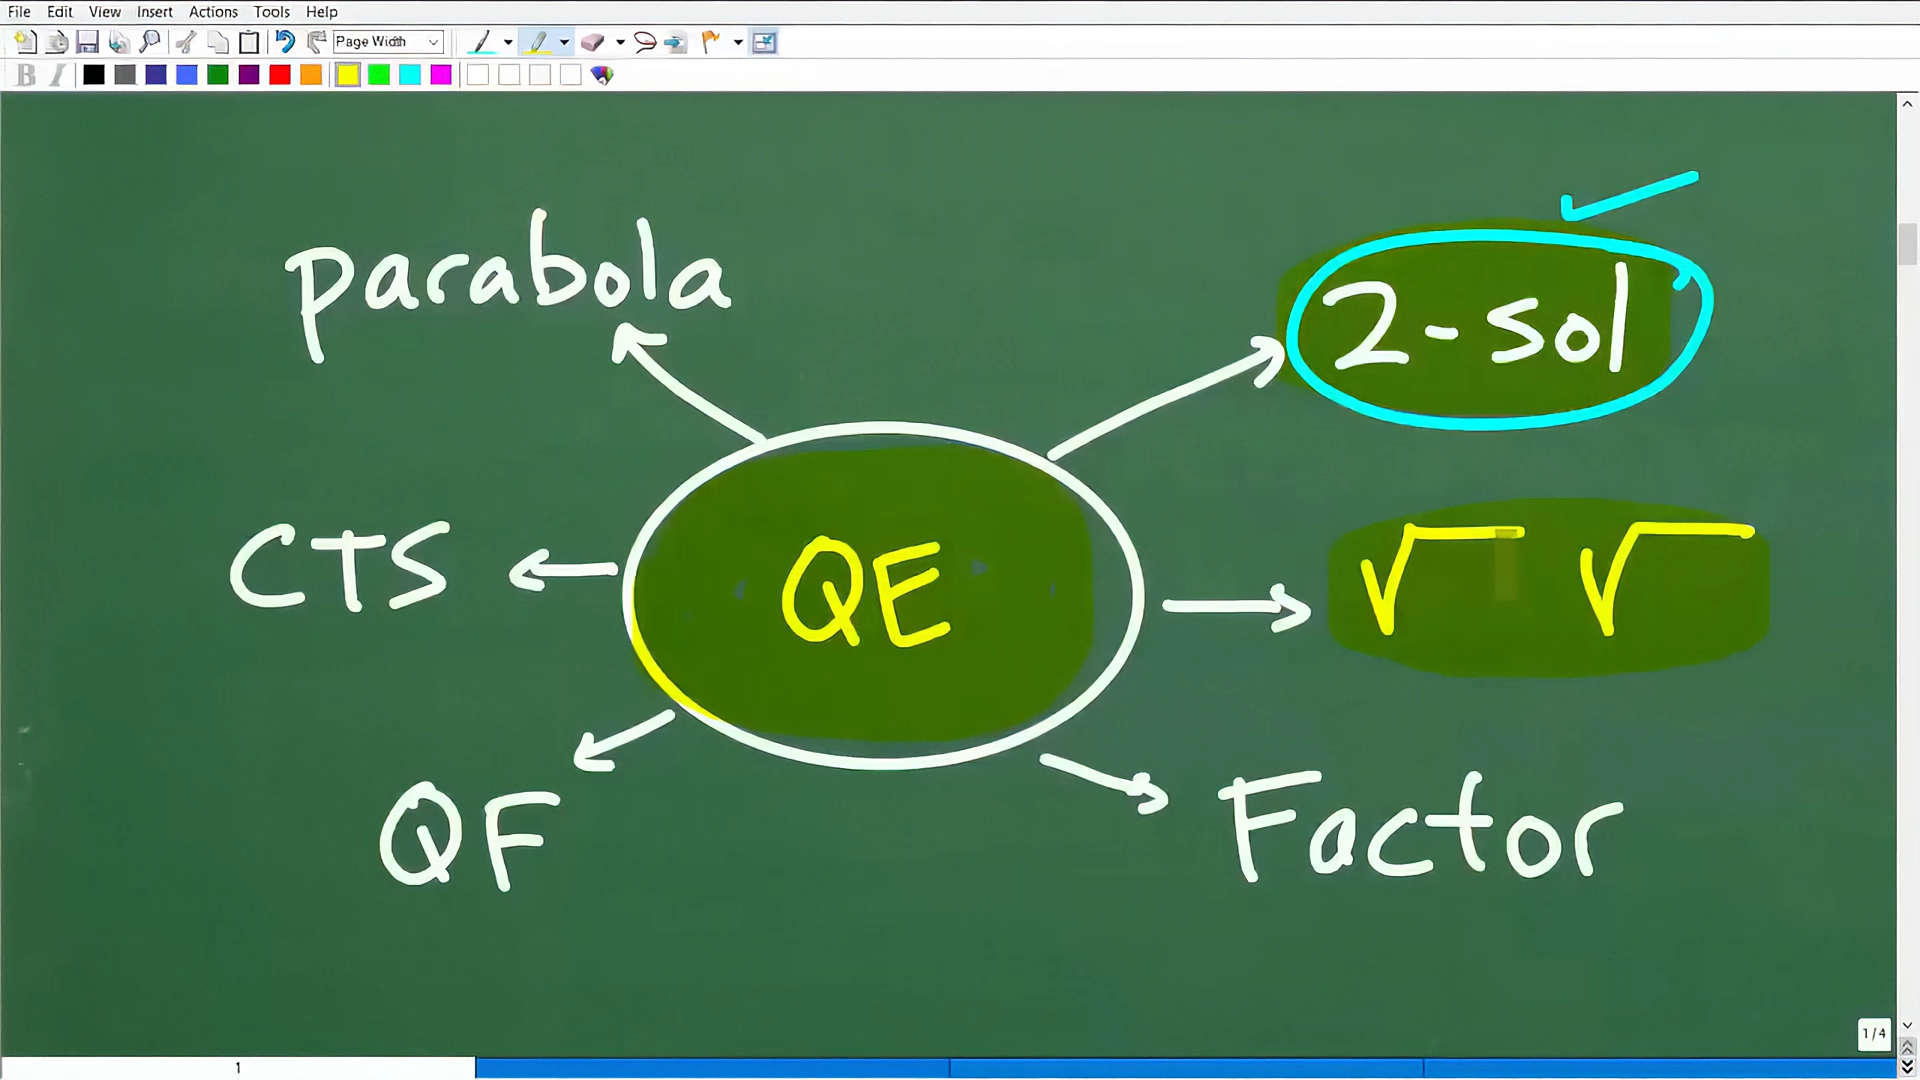 File Edit View Insert Actions Tools Help
Page Width
B I
parabola
2-sol
CTS
QE
√ √
QF
Factor
1/4
1